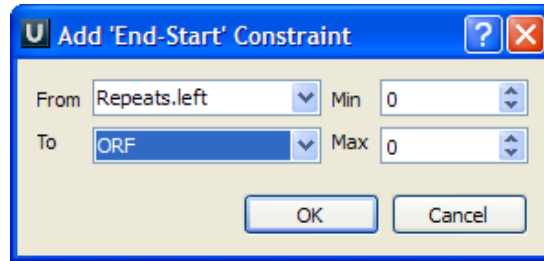 U Add 'End-Start' Constraint ?
From Repeats.left Min 0
To ORF Max 0
OK Cancel